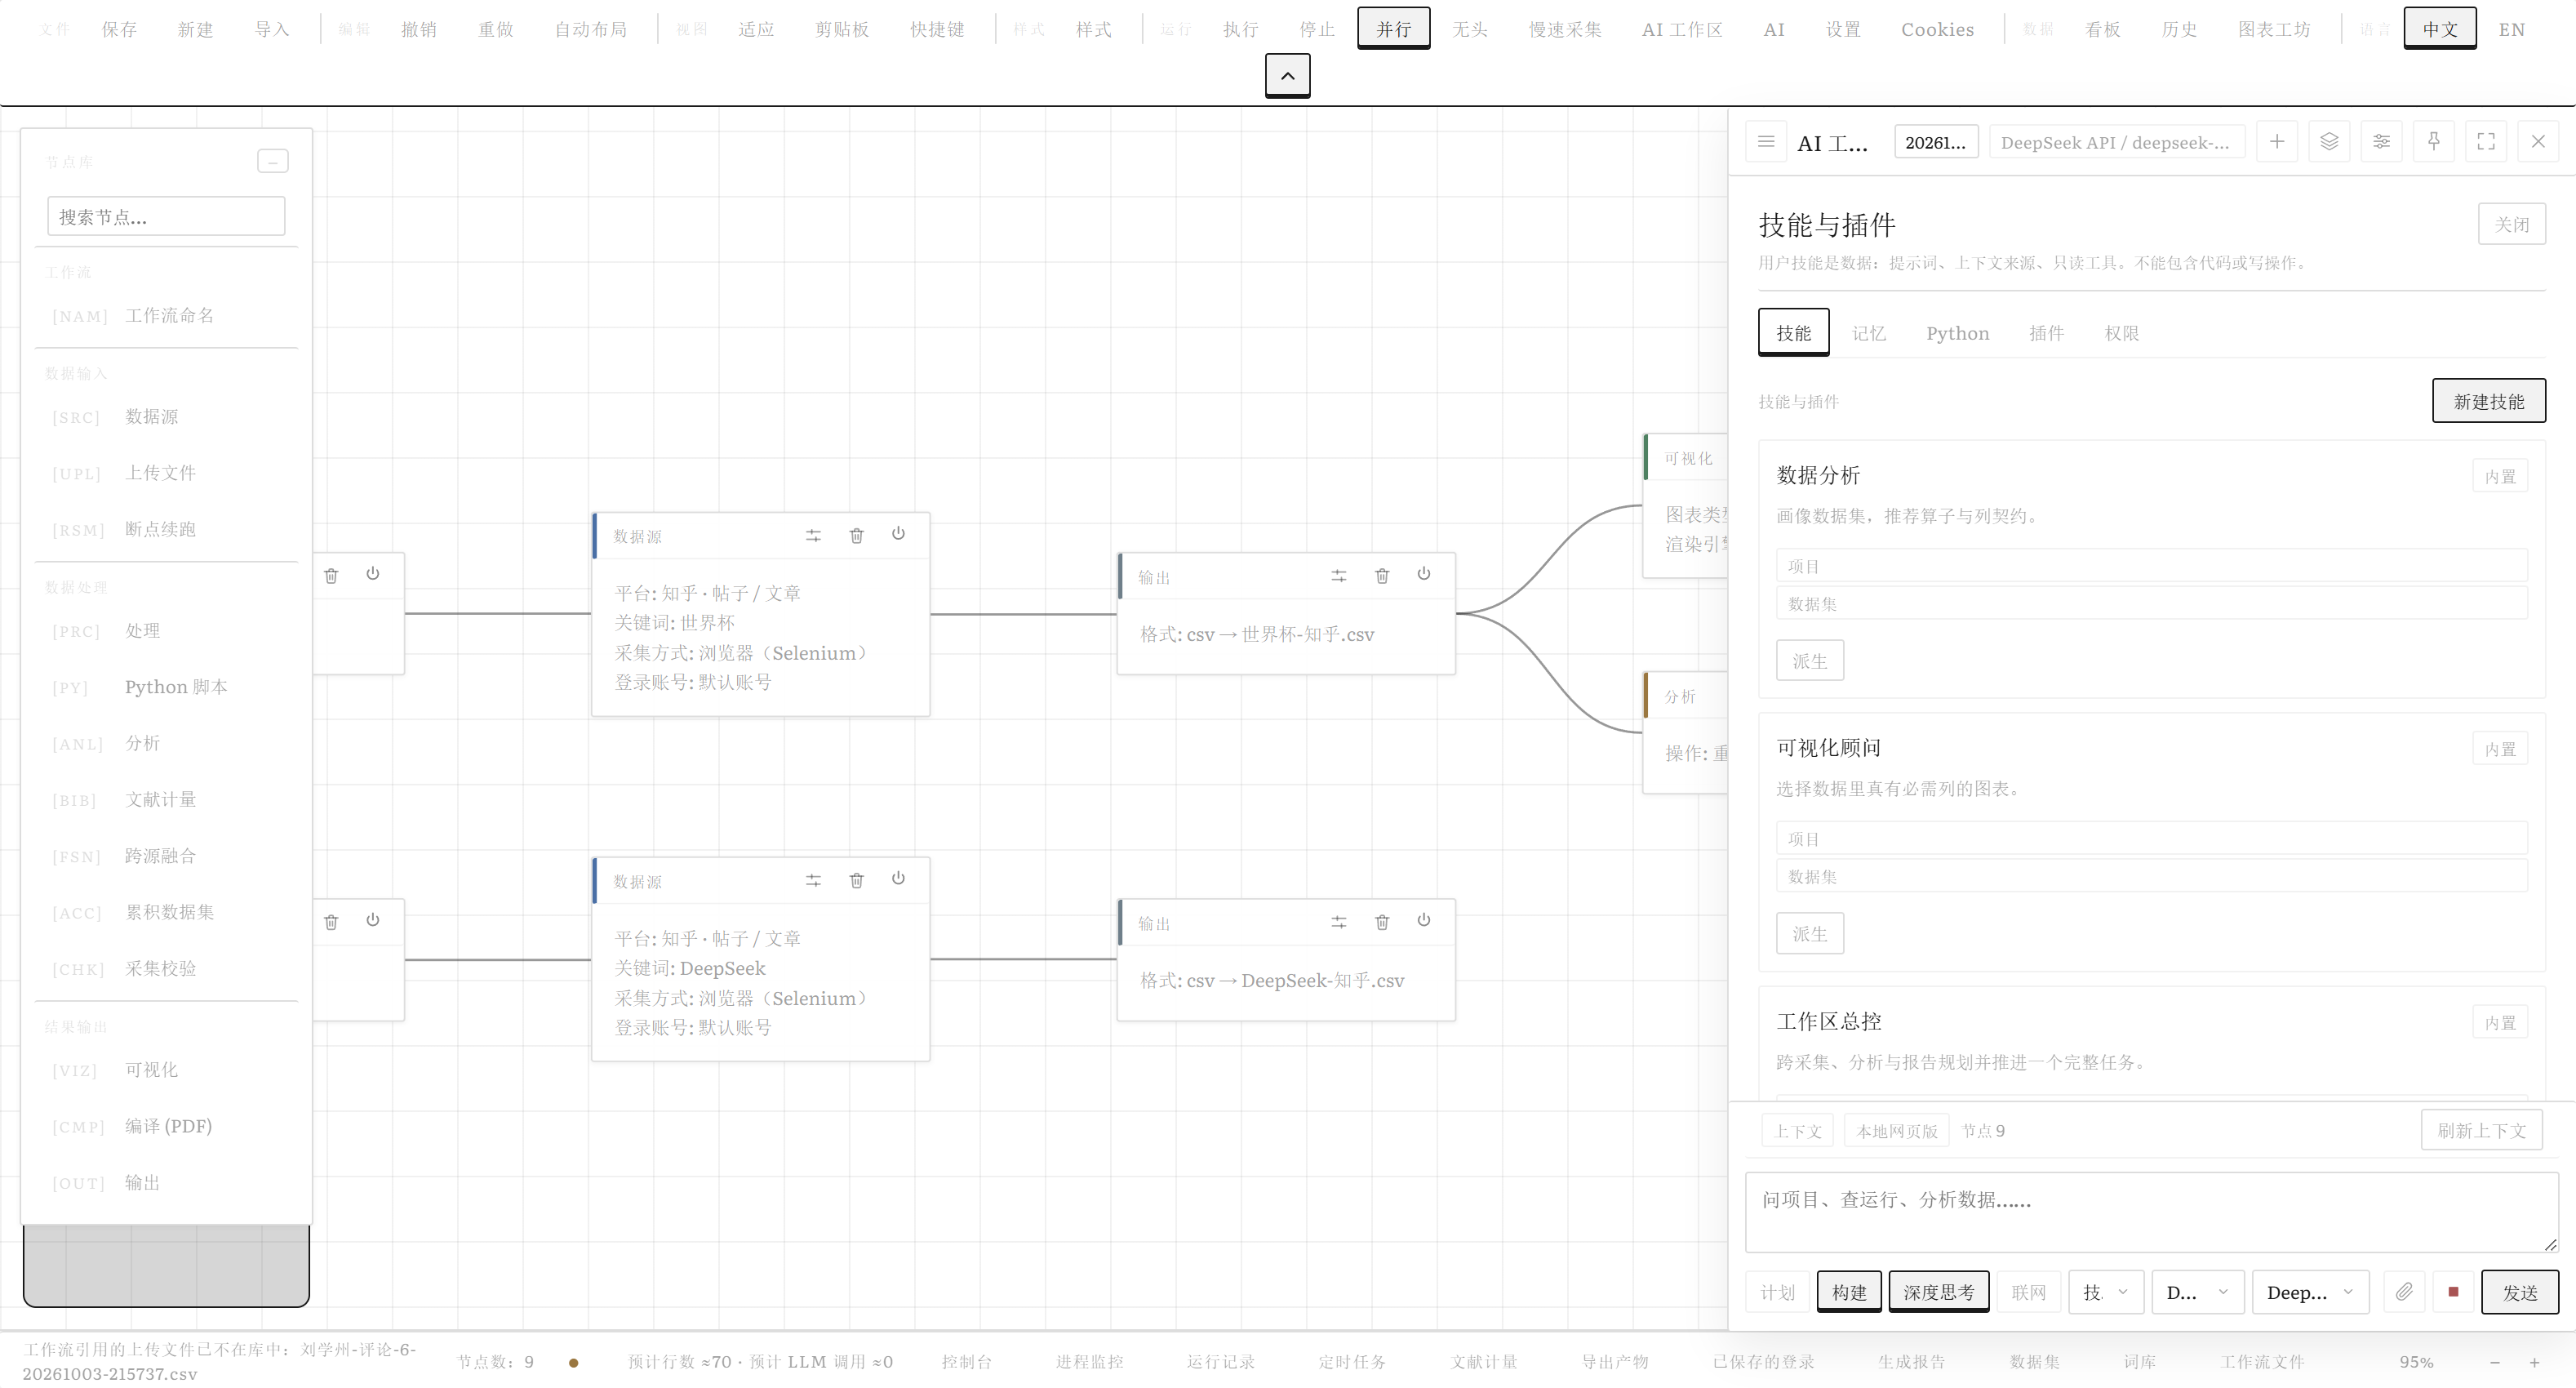 文件 保存 新建 导入 编辑 撤销 重做 自动布局 视图 适应 剪贴板 快捷键 样式 样式 运行 执行 停止 并行 无头 慢速采集 AI 工作区 AI 设置 Cookies 数据 看板 历史 图表工坊 语言 中文 EN
节点库
搜索节点...
工作流
[NAM] 工作流命名
数据输入
[SRC] 数据源
[UPL] 上传文件
[RSM] 断点续跑
数据处理
[PRC] 处理
[PY] Python 脚本
[ANL] 分析
[BIB] 文献计量
[FSN] 跨源融合
[ACC] 累积数据集
[CHK] 采集校验
结果输出
[VIZ] 可视化
[CMP] 编译 (PDF)
[OUT] 输出
数据源
平台: 知乎 · 帖子 / 文章
关键词: 世界杯
采集方式: 浏览器（Selenium）
登录账号: 默认账号
输出
格式: csv → 世界杯-知乎.csv
可视化
图表类
渲染引
分析
操作: 重
数据源
平台: 知乎 · 帖子 / 文章
关键词: DeepSeek
采集方式: 浏览器（Selenium）
登录账号: 默认账号
输出
格式: csv → DeepSeek-知乎.csv
AI 工... 20261... DeepSeek API / deepseek-...
技能与插件 关闭
用户技能是数据：提示词、上下文来源、只读工具。不能包含代码或写操作。
技能 记忆 Python 插件 权限
技能与插件 新建技能
数据分析 内置
画像数据集，推荐算子与列契约。
项目
数据集
派生
可视化顾问 内置
选择数据里真有必需列的图表。
项目
数据集
派生
工作区总控 内置
跨采集、分析与报告规划并推进一个完整任务。
上下文 本地网页版 节点 9 刷新上下文
问项目、查运行、分析数据……
计划 构建 深度思考 联网 技. D... Deep... 发送
工作流引用的上传文件已不在库中：刘学州-评论-6-
20261003-215737.csv
节点数：9 预计行数 ≈70 · 预计 LLM 调用 ≈0 控制台 进程监控 运行记录 定时任务 文献计量 导出产物 已保存的登录 生成报告 数据集 词库 工作流文件 95% − +